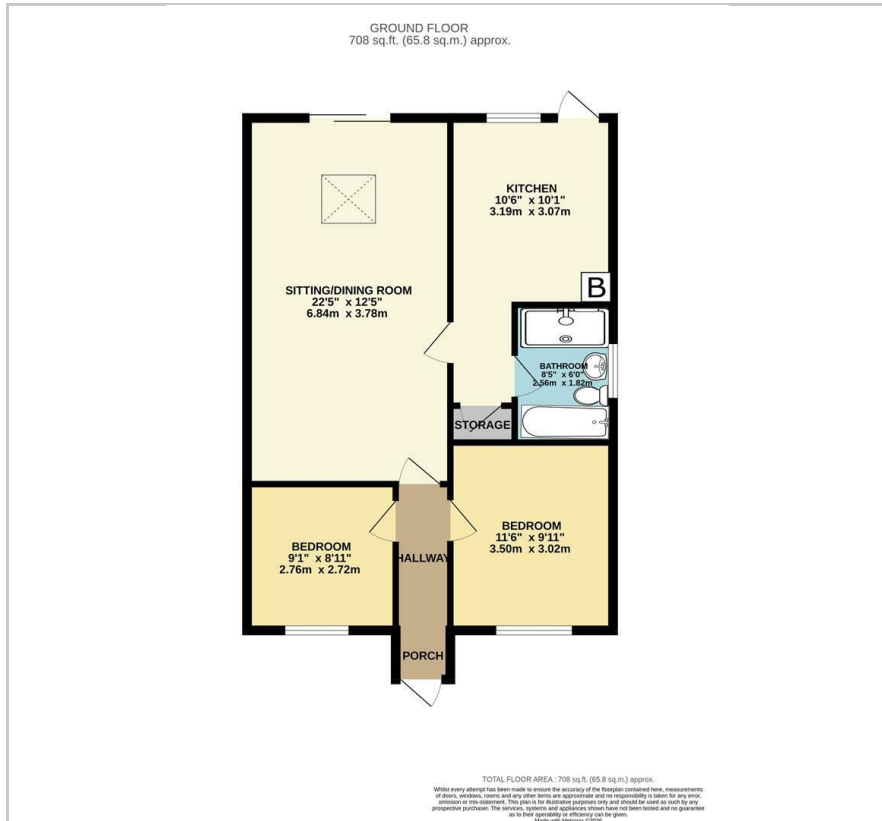 GROUND FLOOR
708 sq.ft. (65.8 sq.m.) approx.
KITCHEN
10'6" x 10'1"
3.19m x 3.07m
SITTING/DINING ROOM
22'5" x 12'5"
6.84m x 3.78m
B
BATHROOM
8'5" x 6'0"
2.56m x 1.82m
STORAGE
BEDROOM
11'6" x 9'11"
3.50m x 3.02m
BEDROOM
9'1" x 8'11"
2.76m x 2.72m
HALLWAY
PORCH
TOTAL FLOOR AREA : 708 sq.ft. (65.8 sq.m.) approx.
Whilst every attempt has been made to ensure the accuracy of the floorplan contained here, measurements
of doors, windows, rooms and any other items are approximate and no responsibility is taken for any error,
omission or mis-statement. This plan is for illustrative purposes only and should be used as such by any
prospective purchaser. The services, systems and appliances shown have not been tested and no guarantee
as to their operability or efficiency can be given.
Made with Metropix ©2026